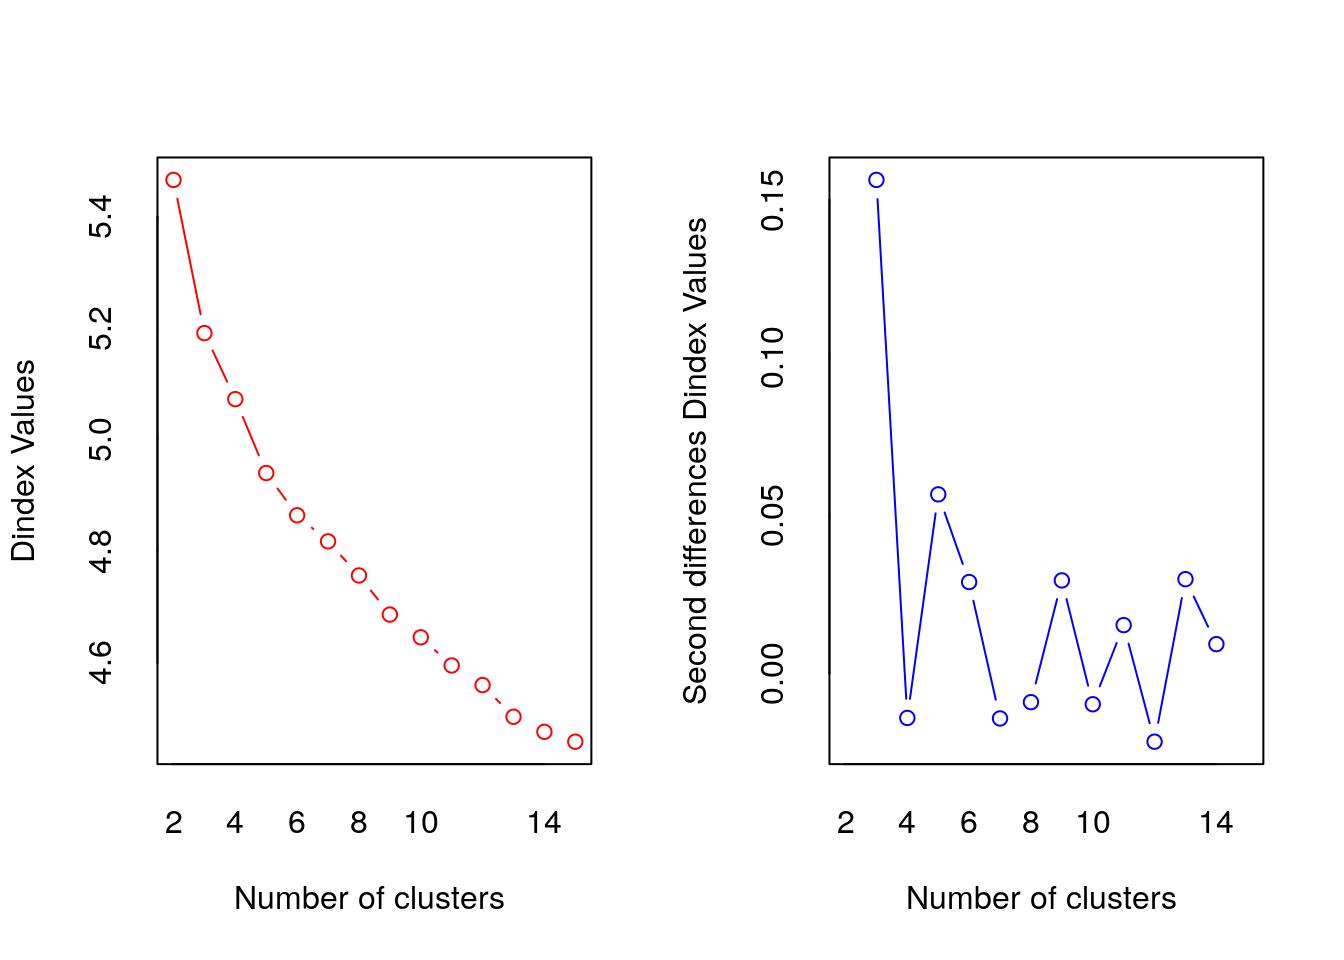 Dindex Values
5.4
5.2
5.0
4.8
4.6
2 4 6 8 10 14
Number of clusters
Second differences Dindex Values
0.15
0.10
0.05
0.00
2 4 6 8 10 14
Number of clusters